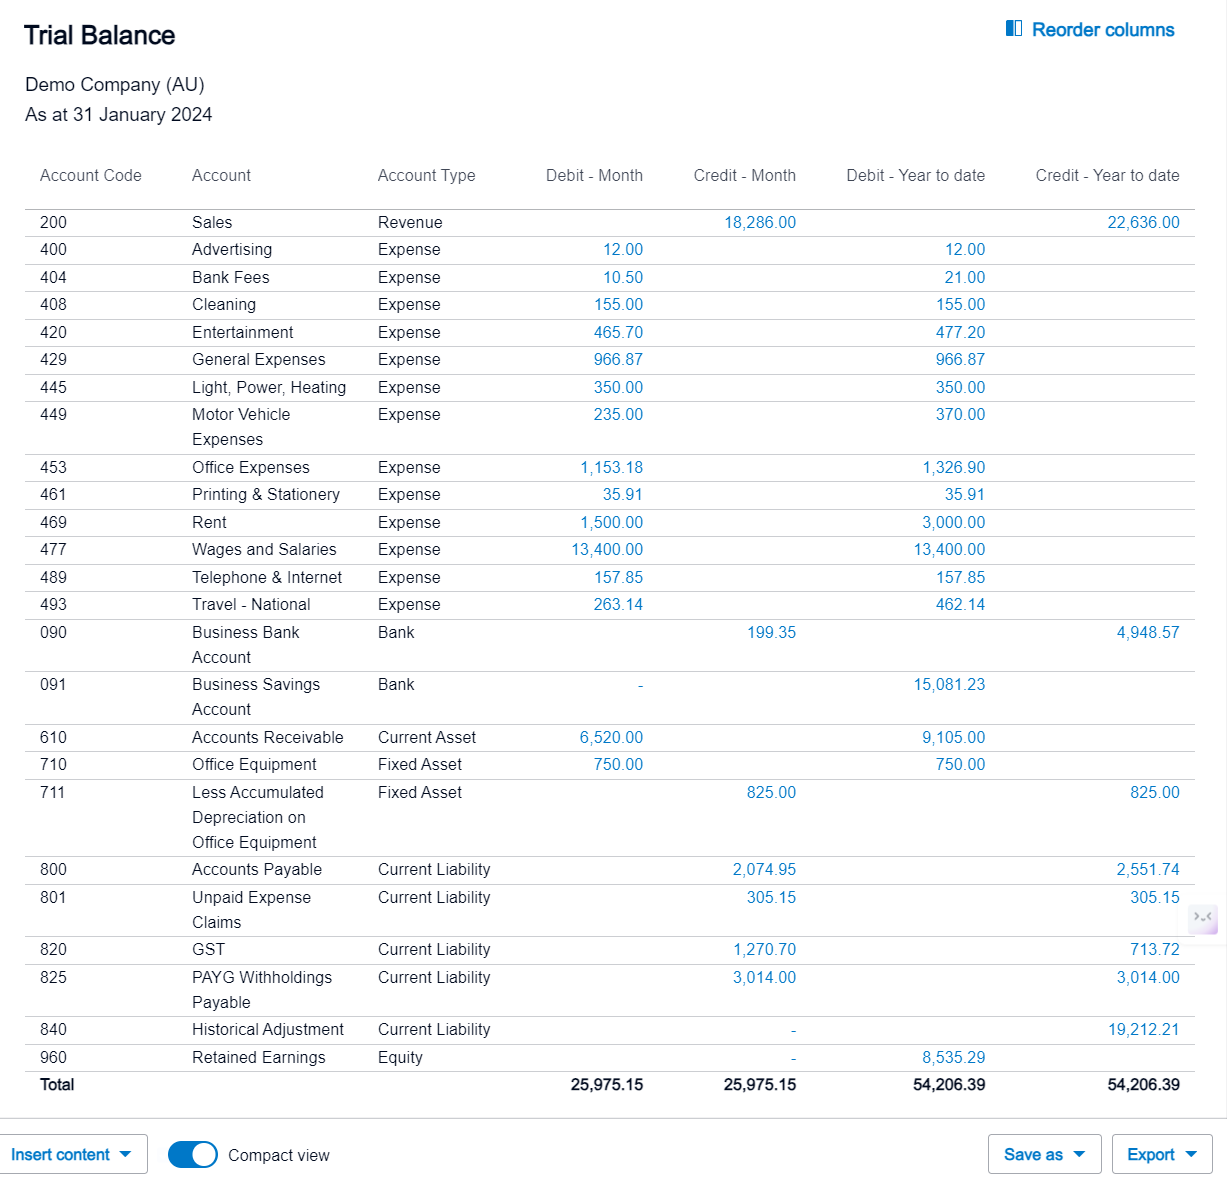 Trial Balance
Reorder columns
Demo Company (AU)
As at 31 January 2024
Account Code Account Account Type Debit - Month Credit - Month Debit - Year to date Credit - Year to date
200 Sales Revenue 18,286.00 22,636.00
400 Advertising Expense 12.00 12.00
404 Bank Fees Expense 10.50 21.00
408 Cleaning Expense 155.00 155.00
420 Entertainment Expense 465.70 477.20
429 General Expenses Expense 966.87 966.87
445 Light, Power, Heating Expense 350.00 350.00
449 Motor Vehicle Expense 235.00 370.00
Expenses
453 Office Expenses Expense 1,153.18 1,326.90
461 Printing & Stationery Expense 35.91 35.91
469 Rent Expense 1,500.00 3,000.00
477 Wages and Salaries Expense 13,400.00 13,400.00
489 Telephone & Internet Expense 157.85 157.85
493 Travel - National Expense 263.14 462.14
090 Business Bank Bank 199.35 4,948.57
Account
091 Business Savings Bank - 15,081.23
Account
610 Accounts Receivable Current Asset 6,520.00 9,105.00
710 Office Equipment Fixed Asset 750.00 750.00
711 Less Accumulated Fixed Asset 825.00 825.00
Depreciation on
Office Equipment
800 Accounts Payable Current Liability 2,074.95 2,551.74
801 Unpaid Expense Current Liability 305.15 305.15
Claims
820 GST Current Liability 1,270.70 713.72
825 PAYG Withholdings Current Liability 3,014.00 3,014.00
Payable
840 Historical Adjustment Current Liability - 19,212.21
960 Retained Earnings Equity - 8,535.29
Total 25,975.15 25,975.15 54,206.39 54,206.39
Insert content Compact view Save as Export